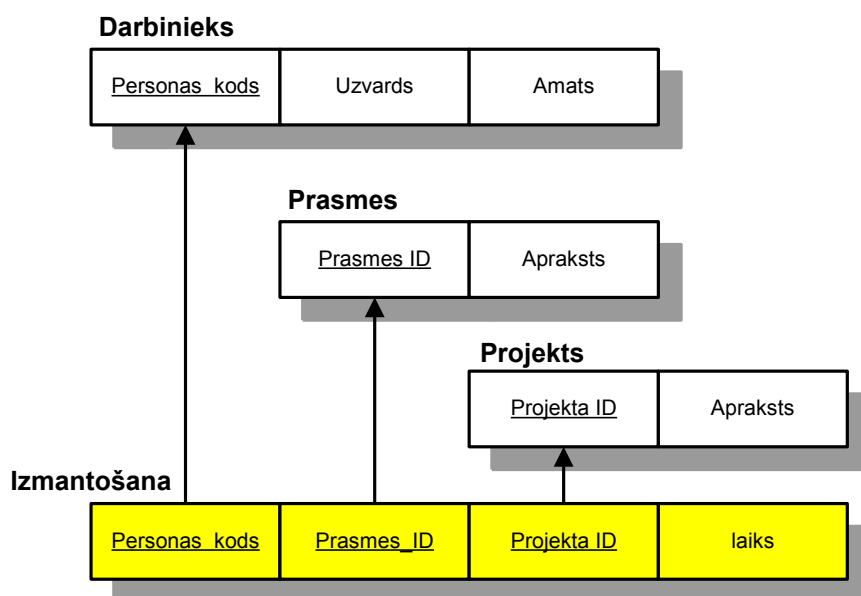 Darbinieks
Personas_kods Uzvards Amats
Prasmes
Prasmes ID Apraksts
Projekts
Projekta ID Apraksts
Izmantošana
Personas_kods Prasmes_ID Projekta ID laiks